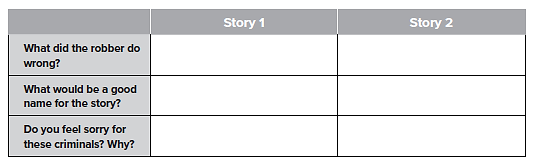 Story 1 Story 2
What did the robber do
wrong?
What would be a good
name for the story?
Do you feel sorry for
these criminals? Why?